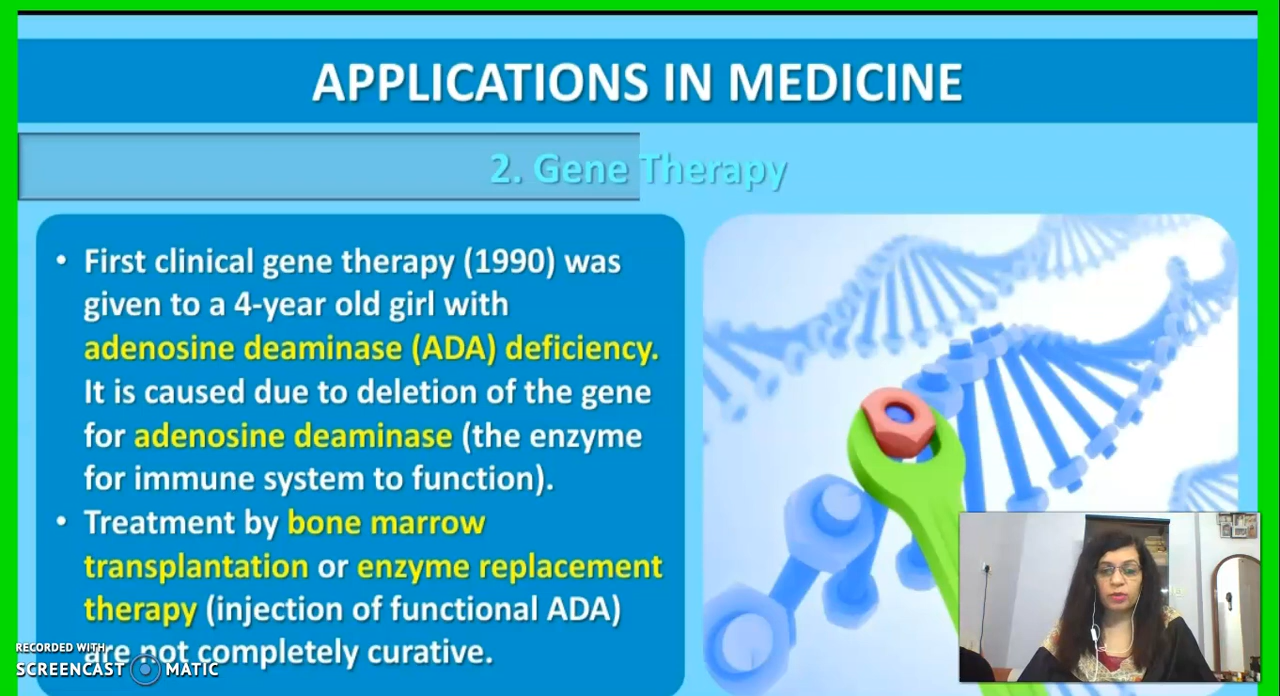 APPLICATIONS IN MEDICINE
2. Gene Therapy
• First clinical gene therapy (1990) was
given to a 4-year old girl with
adenosine deaminase (ADA) deficiency.
It is caused due to deletion of the gene
for adenosine deaminase (the enzyme
for immune system to function).
• Treatment by bone marrow
transplantation or enzyme replacement
therapy (injection of functional ADA)
are not completely curative.
RECORDED WITH
SCREENCAST MATIC